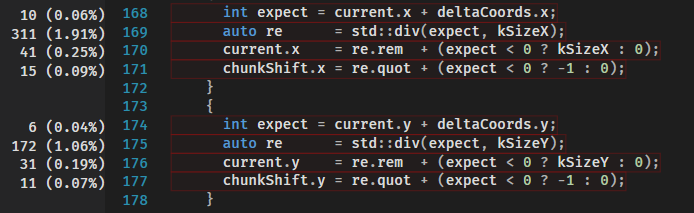 10 (0.06%) 168 int expect = current.x + deltaCoords.x;
311 (1.91%) 169 auto re      = std::div(expect, kSizeX);
41 (0.25%) 170 current.x    = re.rem  + (expect < 0 ? kSizeX : 0);
15 (0.09%) 171 chunkShift.x = re.quot + (expect < 0 ? -1 : 0);
172 }
173 {
6 (0.04%) 174 int expect = current.y + deltaCoords.y;
172 (1.06%) 175 auto re      = std::div(expect, kSizeY);
31 (0.19%) 176 current.y    = re.rem  + (expect < 0 ? kSizeY : 0);
11 (0.07%) 177 chunkShift.y = re.quot + (expect < 0 ? -1 : 0);
178 }